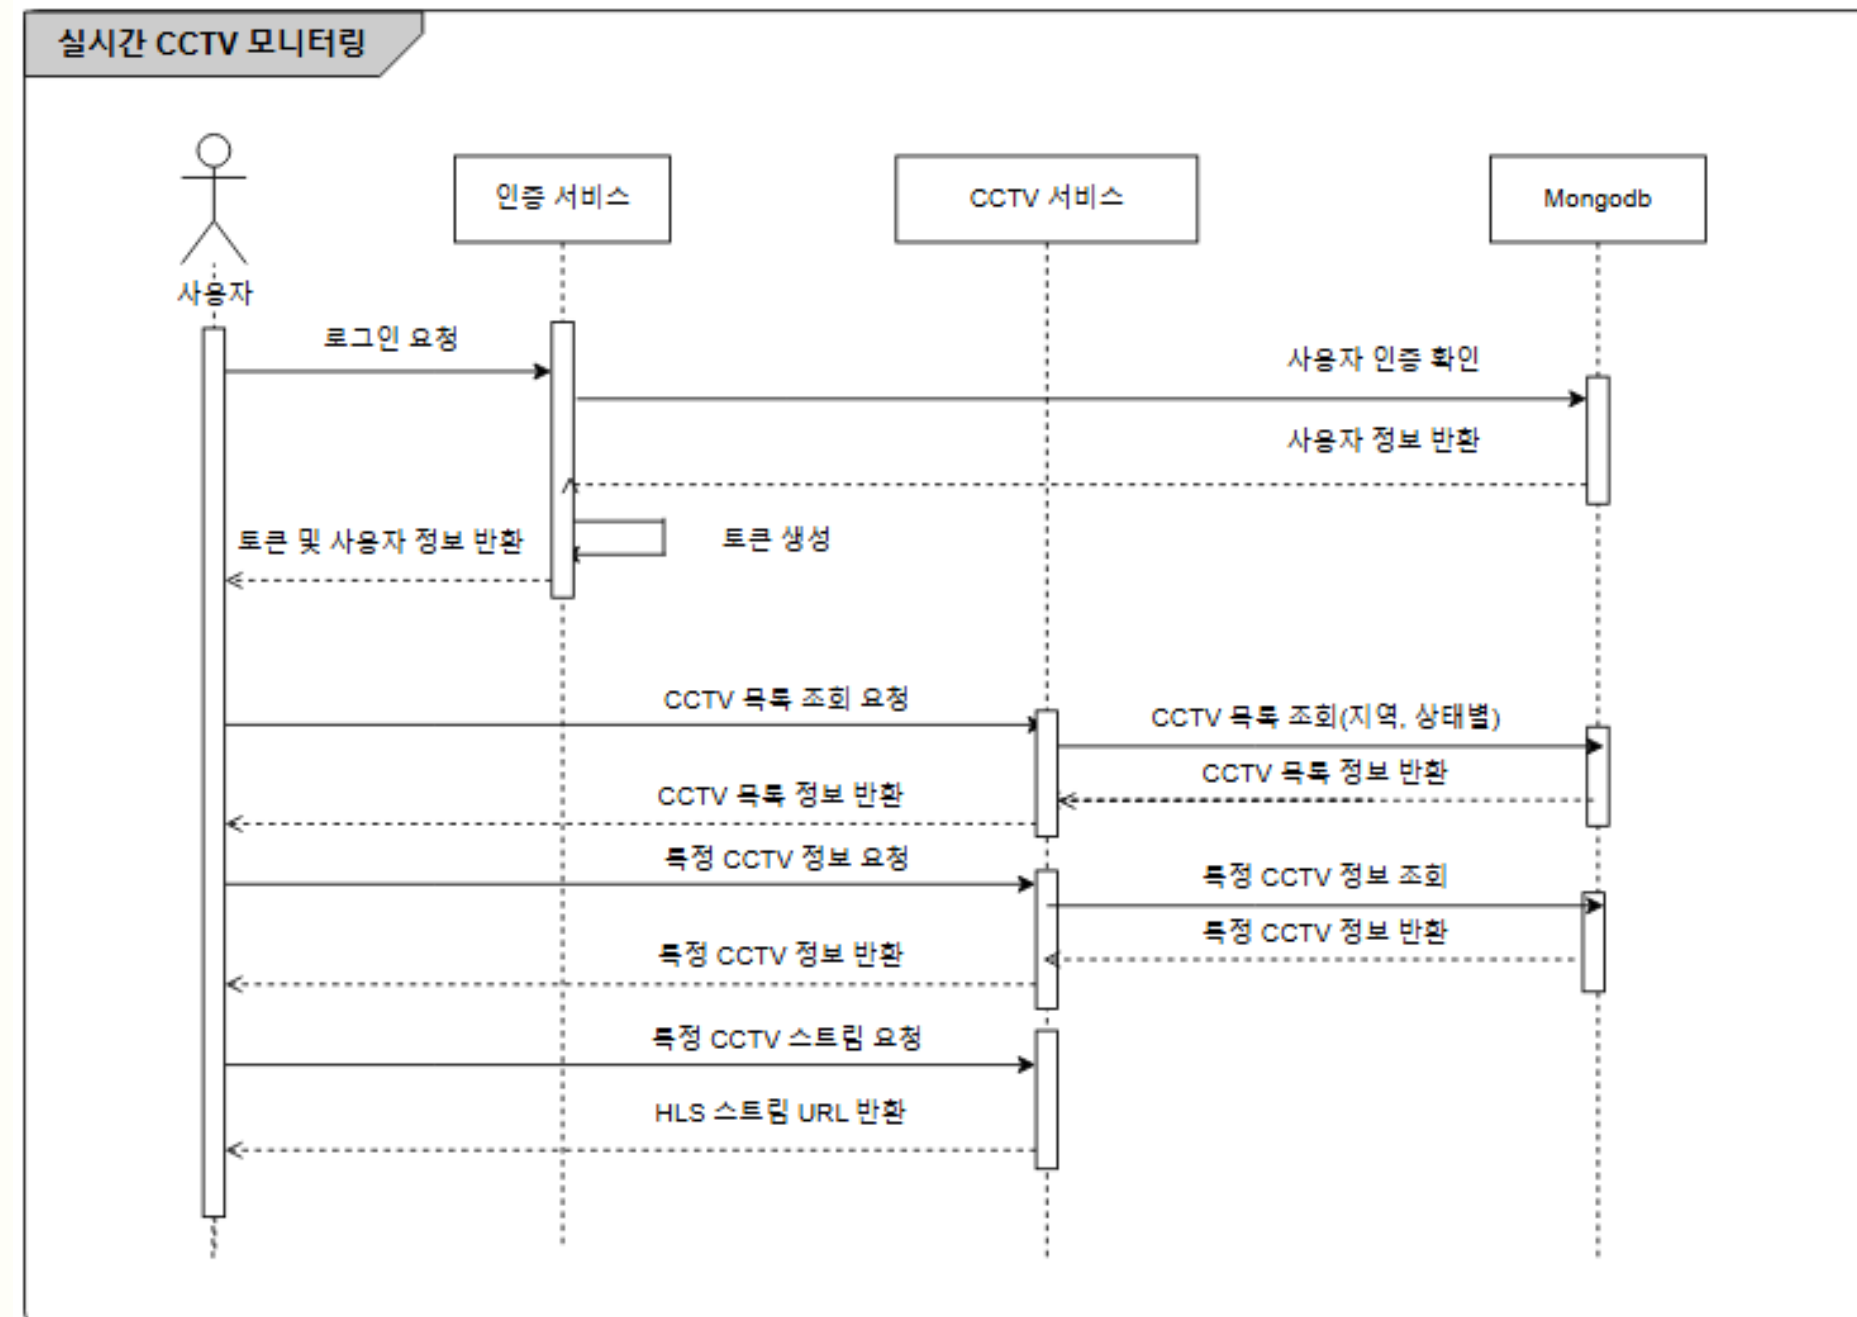 실시간 CCTV 모니터링
인증 서비스
CCTV 서비스
Mongodb
사용자
로그인 요청
사용자 인증 확인
사용자 정보 반환
토큰 및 사용자 정보 반환
토큰 생성
CCTV 목록 조회 요청
CCTV 목록 조회(지역, 상태별)
CCTV 목록 정보 반환
CCTV 목록 정보 반환
특정 CCTV 정보 요청
특정 CCTV 정보 조회
특정 CCTV 정보 반환
특정 CCTV 정보 반환
특정 CCTV 스트림 요청
HLS 스트림 URL 반환